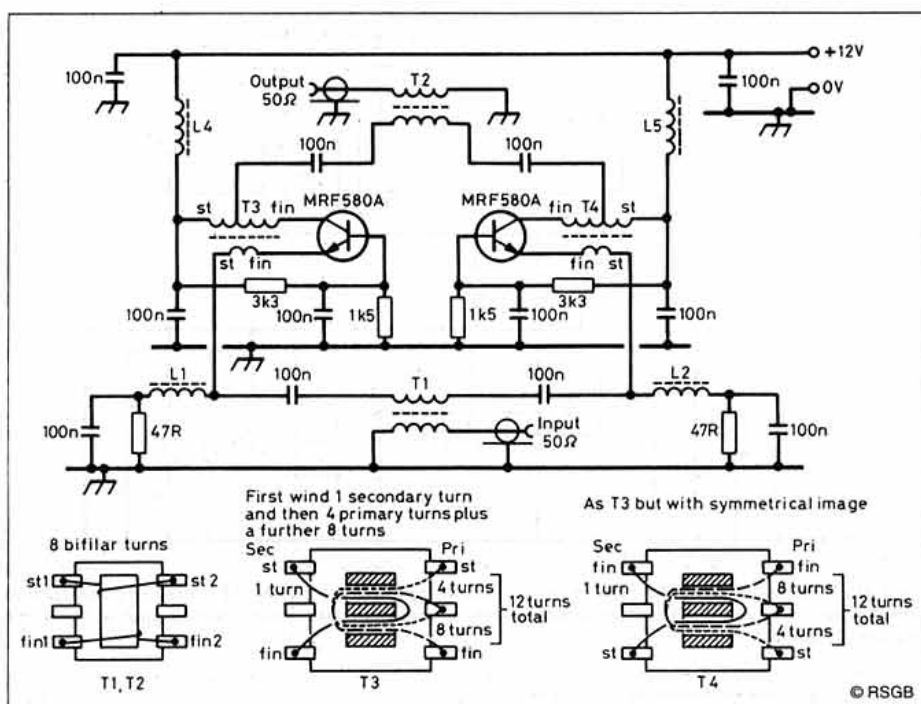 +12V
100n
Output
50Ω
T2
100n
0V
L4
L5
100n
100n
MRF580A
MRF580A
st
T3
fin
fin
T4
st
st
fin
fin
st
3k3
3k3
100n
100n
1k5
1k5
100n
100n
L1
100n
T1
100n
L2
100n
47R
Input
50Ω
47R
100n
First wind 1 secondary turn
and then 4 primary turns plus
a further 8 turns
As T3 but with symmetrical image
8 bifilar turns
st1
st2
fin1
fin2
T1, T2
Sec
Pri
st
st
1 turn
4 turns
8 turns
12 turns
total
fin
fin
T3
Sec
Pri
fin
fin
1 turn
8 turns
4 turns
12 turns
total
st
st
T4
© RSGB